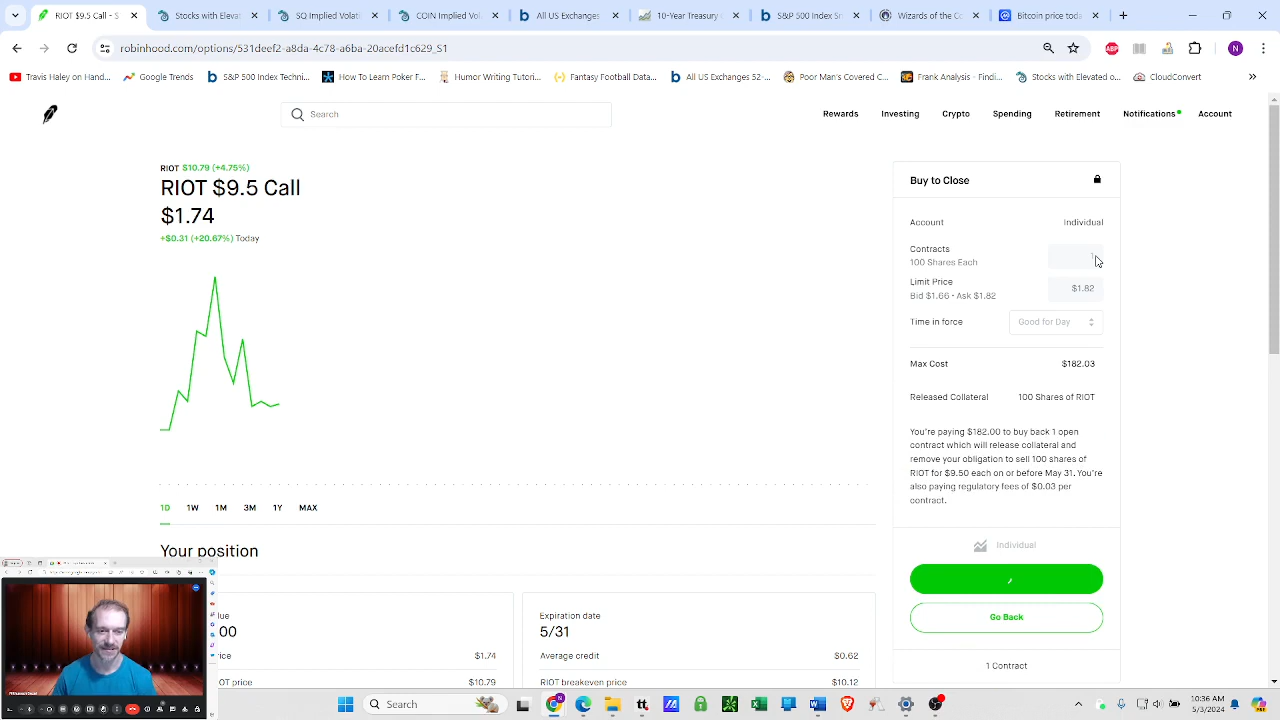 RIOT $9.5 Call -
SQ Implied Volat
COIN Implied Vol
All US Exchanges
10-Year Treasury
S&P 500 Index S
robinhood.com/options/531deef2-a8da-4c78-a6ba-20acefd1c629_S1
ABP
N
Travis Haley on Hand...
Google Trends
S&P 500 Index Techni...
How To Learn Poker F...
Humor Writing Tutori...
Fantasy Football Data...
All US Exchanges 52-...
Poor Man's Covered C...
Frank Analysis - Findi...
Stocks with Elevated o...
CloudConvert
Search
Rewards
Investing
Crypto
Spending
Retirement
Notifications
Account
RIOT $10.79 (+4.75%)
RIOT $9.5 Call
$1.74
+$0.31 (+20.67%) Today
1D
1W
1M
3M
1Y
MAX
Your position
00
Expiration date
5/31
$1.74
Average credit
$0.62
OT price
$10.79
RIOT breakeven price
$10.12
Buy to Close
Account
Individual
Contracts
100 Shares Each
1
Limit Price
Bid $1.66 · Ask $1.82
$1.82
Time in force
Good for Day
Max Cost
$182.03
Released Collateral
100 Shares of RIOT
You're paying $182.00 to buy back 1 open
contract which will release collateral and
remove your obligation to sell 100 shares of
RIOT for $9.50 each on or before May 31. You're
also paying regulatory fees of $0.03 per
contract.
Individual
Go Back
1 Contract
Search
10:36 AM
5/3/2024